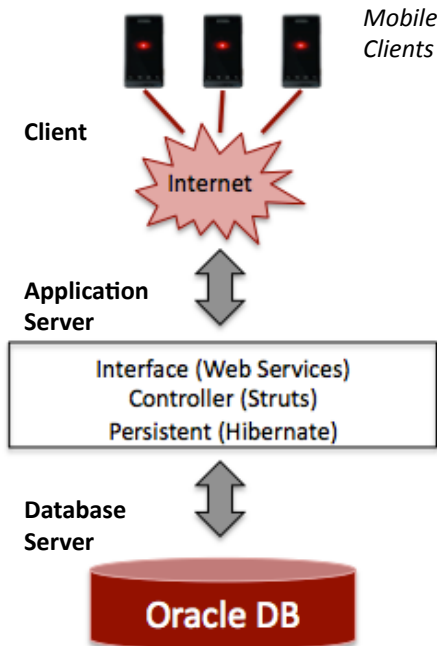 Mobile
Clients
Client
Internet
Application
Server
Interface (Web Services)
Controller (Struts)
Persistent (Hibernate)
Database
Server
Oracle DB